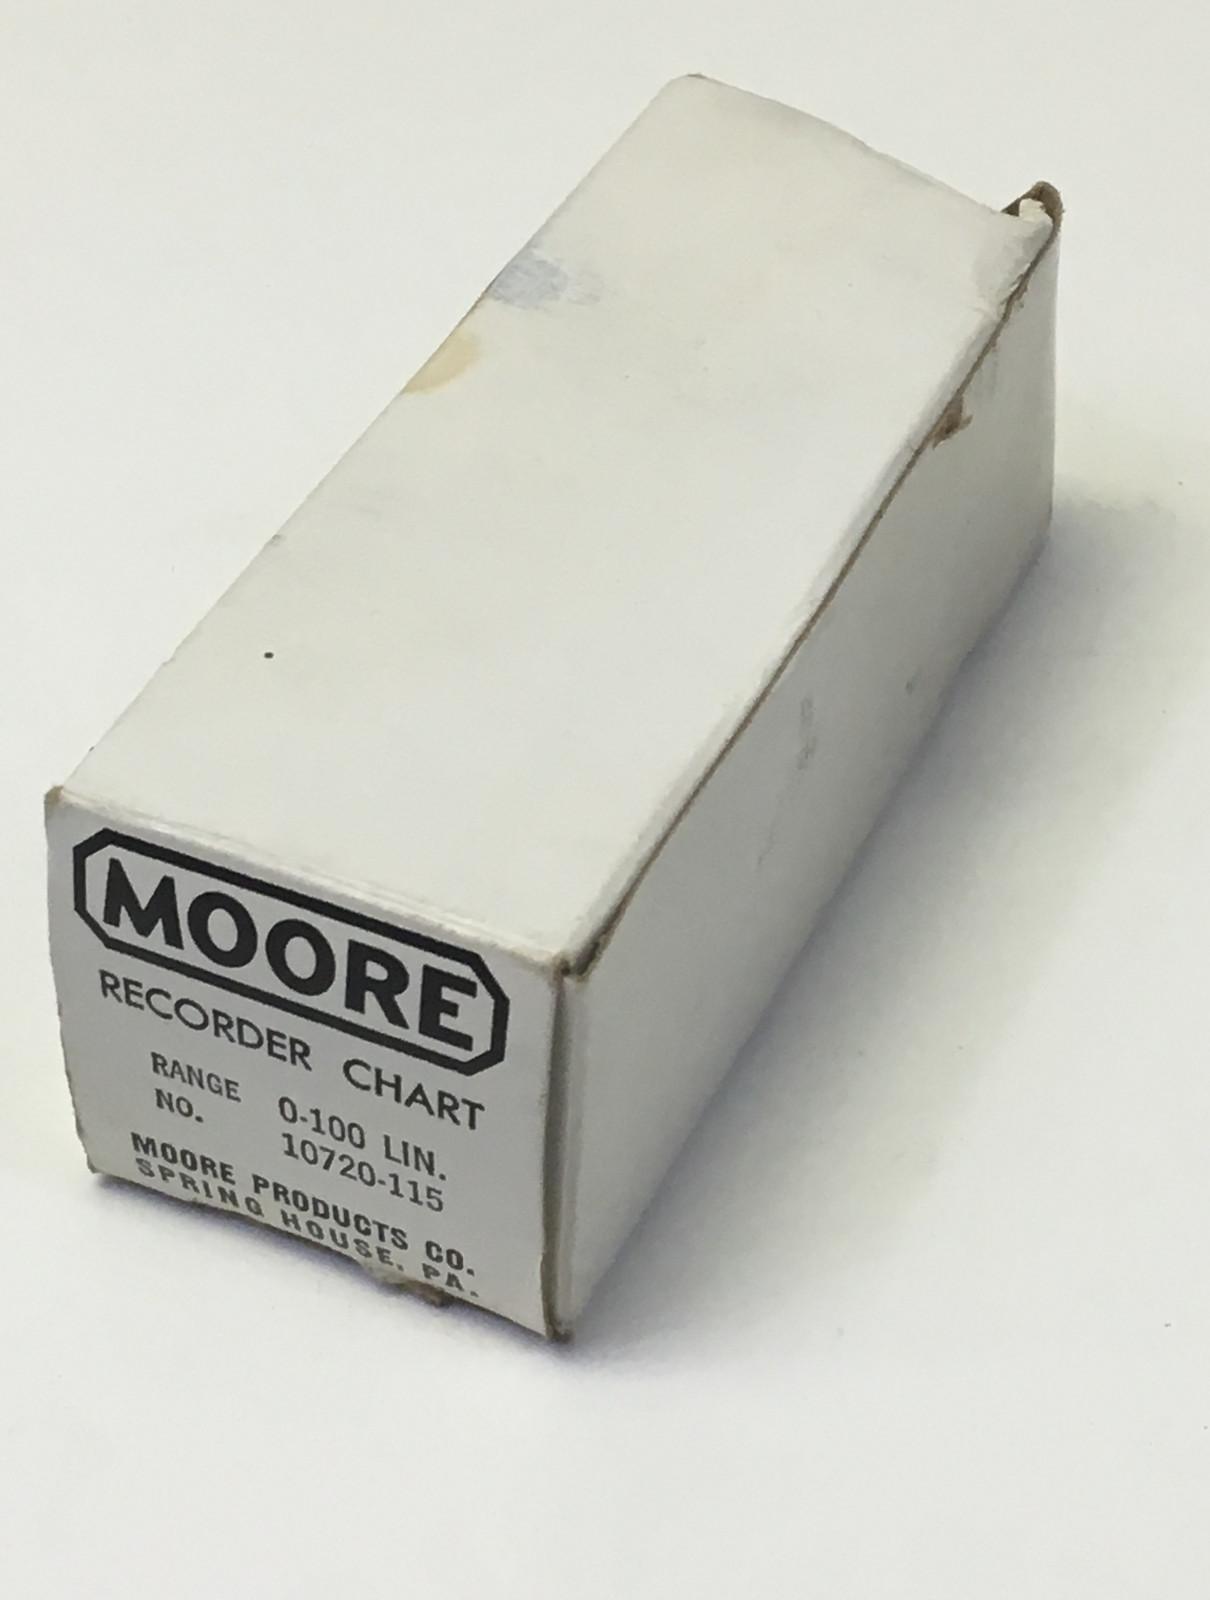 MOORE
RECORDER CHART
RANGE 0-100 LIN.
NO. 10720-115
MOORE PRODUCTS CO.
SPRING HOUSE, PA.